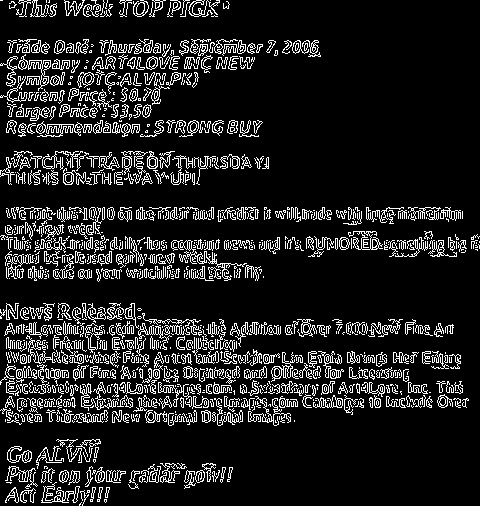 *This Week TOP PICK*
Trade Date: Thursday, September 7, 2006
Company : ART4LOVE INC NEW
Symbol : (OTC:ALVN.PK)
Current Price : $0.70
Target Price : $3.50
Recommendation : STRONG BUY
WATCH IT TRADE ON THURSDAY!
THIS IS ON THE WAY UP!
We rate this 10/10 on the radar and predict it will trade with huge momentum
early next week.
This stock trades daily, has constant news and it's RUMORED something big is
gonna be released early next week!
Put this one on your watchlist and see it fly.
News Released:
Art4LoveImages.com Announces the Addition of Over 7,000 New Fine Art
Images From Lin Evola Inc. Collection
World-Renowned Fine Artist and Sculptor Lin Evola Brings Her Entire
Collection of Fine Art to be Digitized and Offered for Licensing
Exclusively at Art4LoveImages.com, a Subsidiary of Art4Love, Inc. This
Agreement Expands the Art4LoveImages.com Catalogue to Include Over
Seven Thousand New Original Digital Images.
Go ALVN!
Put it on your radar now!!
Act Early!!!